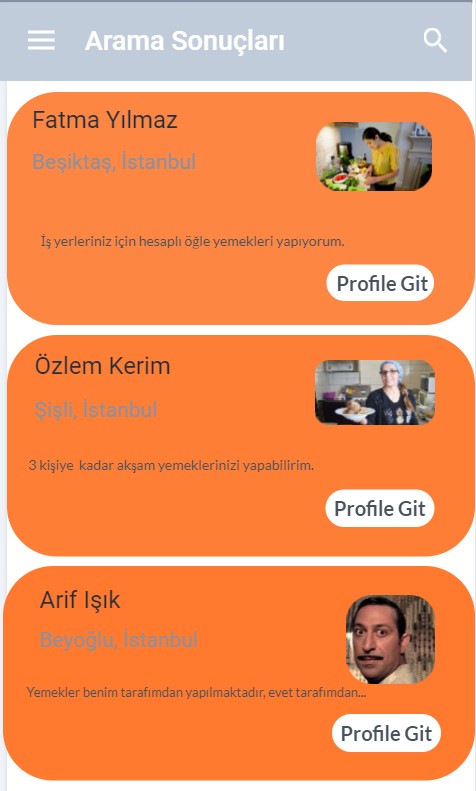 Arama Sonuçları
Fatma Yılmaz
Beşiktaş, İstanbul
İş yerleriniz için hesaplı öğle yemekleri yapıyorum.
Profile Git
Özlem Kerim
Şişli, İstanbul
3 kişiye kadar akşam yemeklerinizi yapabilirim.
Profile Git
Arif Işık
Beyoğlu, İstanbul
Yemekler benim tarafımdan yapılmaktadır, evet tarafımdan...
Profile Git